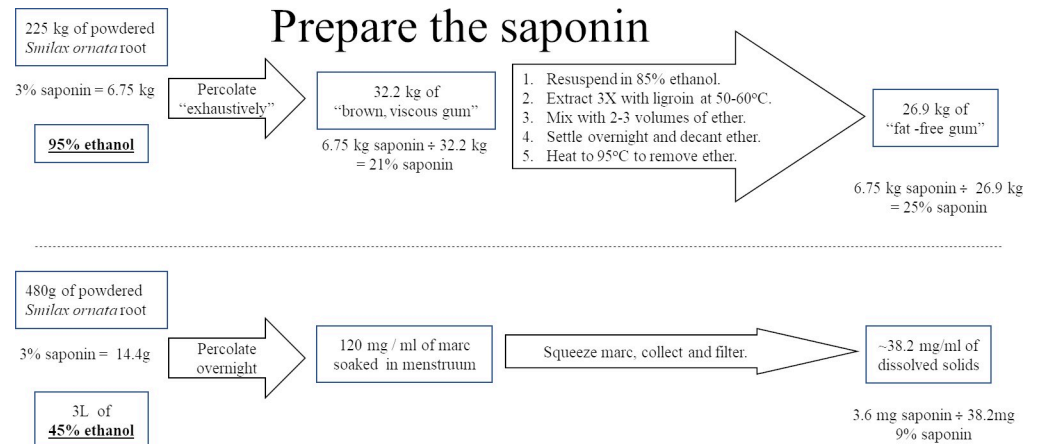 Prepare the saponin
225 kg of powdered
Smilax ornata root
3% saponin = 6.75 kg
95% ethanol
Percolate
“exhaustively”
32.2 kg of
“brown, viscous gum”
6.75 kg saponin ÷ 32.2 kg
= 21% saponin
1. Resuspend in 85% ethanol.
2. Extract 3X with ligroin at 50-60°C.
3. Mix with 2-3 volumes of ether.
4. Settle overnight and decant ether.
5. Heat to 95°C to remove ether.
26.9 kg of
“fat -free gum”
6.75 kg saponin ÷ 26.9 kg
= 25% saponin
480g of powdered
Smilax ornata root
3% saponin = 14.4g
3L of
45% ethanol
Percolate
overnight
120 mg / ml of marc
soaked in menstruum
Squeeze marc, collect and filter.
~38.2 mg/ml of
dissolved solids
3.6 mg saponin ÷ 38.2mg
9% saponin